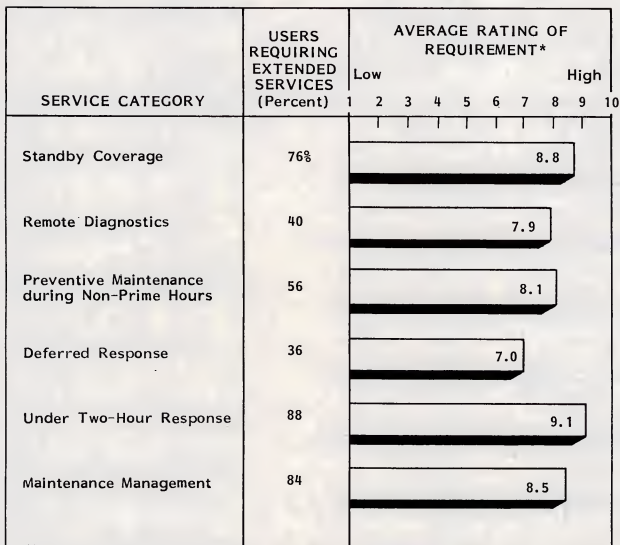 USERS REQUIRING EXTENDED SERVICES (Percent)
AVERAGE RATING OF REQUIREMENT*
Low High
SERVICE CATEGORY
1 2 3 4 5 6 7 8 9 10
Standby Coverage 76% 8.8
Remote Diagnostics 40 7.9
Preventive Maintenance
during Non-Prime Hours 56 8.1
Deferred Response 36 7.0
Under Two-Hour Response 88 9.1
Maintenance Management 84 8.5